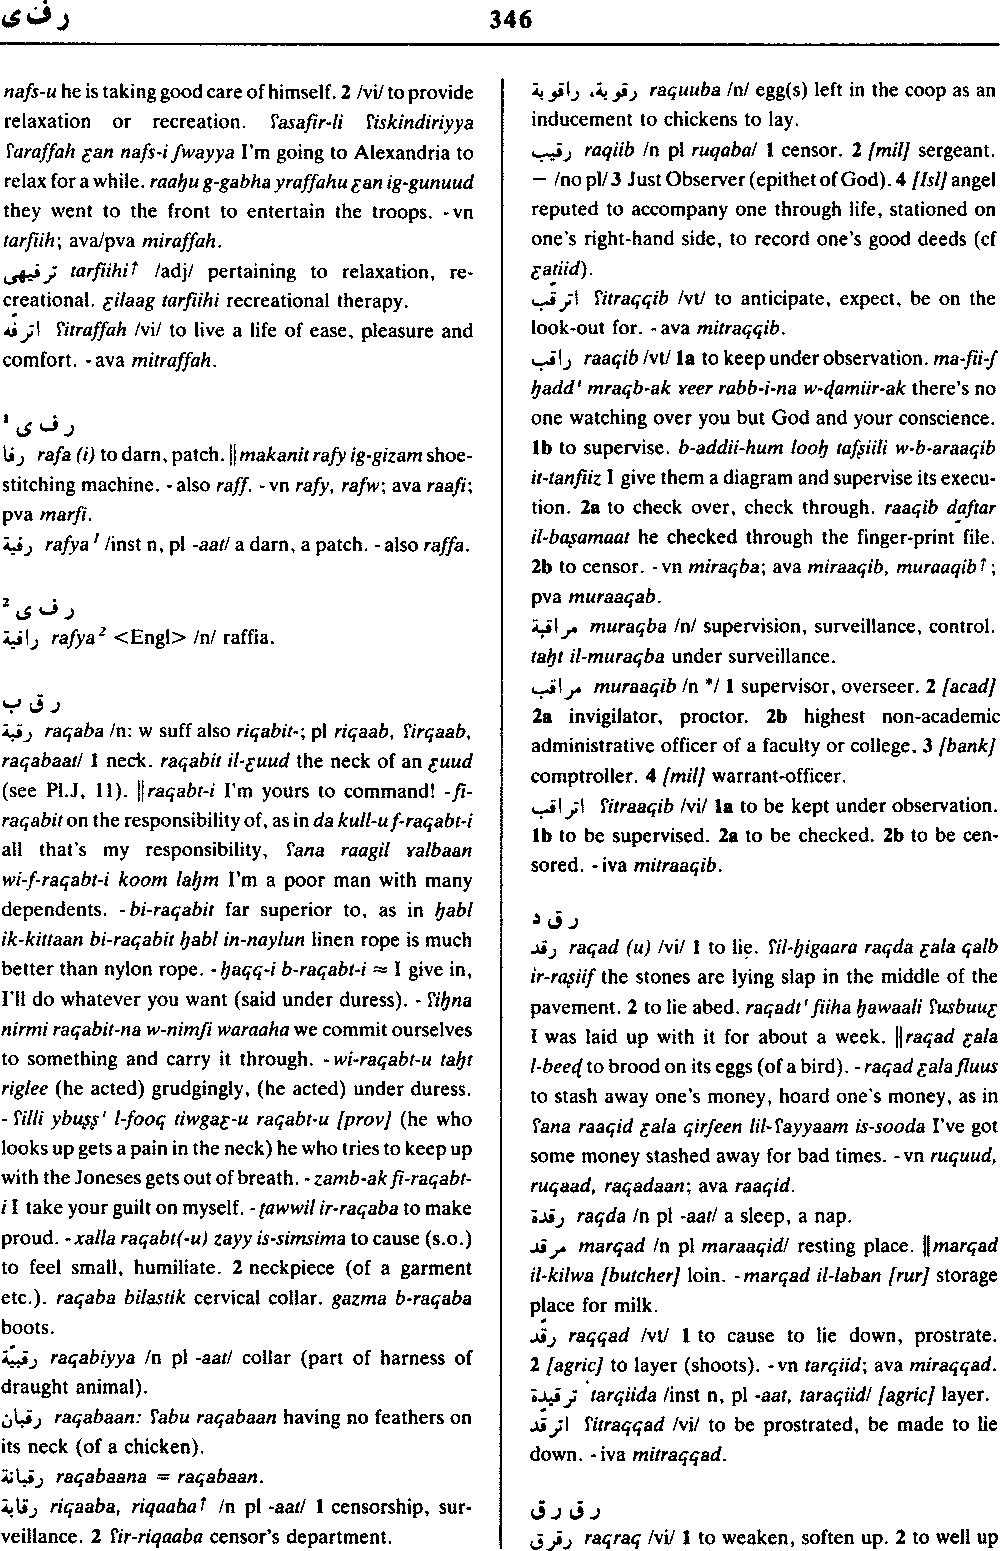 ر ف ى
346
nafs-u he is taking good care of himself. 2 /vi/ to provide
relaxation or recreation. ʕasafir-li ʕiskindiriyya
ʕaraffah ƹan nafs-i ʃwayya I'm going to Alexandria to
relax for a while. raaḥu g-gabha yraffahu ƹan ig-gunuud
they went to the front to entertain the troops. - vn
tarfiih; ava/pva miraffah.
ترفيهى tarfiihi↑ /adj/ pertaining to relaxation, re-
creational. ƹilaag tarfiihi recreational therapy.
اترفّه ʕitraffah /vi/ to live a life of ease, pleasure and
comfort. - ava mitraffah.
ر ف ى ¹
رفا rafa (i) to darn, patch. ‖ makanit rafy ig-gizam shoe-
stitching machine. - also raff. - vn rafy, rafw; ava raafi;
pva marfi.
رفية rafya¹ /inst n, pl -aat/ a darn, a patch. - also raffa.
ر ف ى ²
رافية rafya² <Engl> /n/ raffia.
ر ق ب
رقبة raqaba /n: w suff also riqabit-; pl riqaab, ʕirqaab,
raqabaat/ 1 neck. raqabit il-ƹuud the neck of an ƹuud
(see Pl.J, 11). ‖ raqabt-i I'm yours to command! -fi-
raqabit on the responsibility of, as in da kull-u f-raqabt-i
all that's my responsibility, ʕana raagil ɤalbaan
wi-f-raqabt-i koom laḥm I'm a poor man with many
dependents. - bi-raqabit far superior to, as in ḥabl
ik-kittaan bi-raqabit ḥabl in-naylun linen rope is much
better than nylon rope. - ḥaqq-i b-raqabt-i ≈ I give in,
I'll do whatever you want (said under duress). - ʕiḥna
nirmi raqabit-na w-nimʃi waraaha we commit ourselves
to something and carry it through. - wi-raqabt-u taḥt
riglee (he acted) grudgingly, (he acted) under duress.
- ʕilli ybuṣṣ' l-fooq tiwgaƹ-u raqabt-u [prov] (he who
looks up gets a pain in the neck) he who tries to keep up
with the Joneses gets out of breath. - zamb-ak fi-raqabt-
i I take your guilt on myself. - ṭawwil ir-raqaba to make
proud. - xalla raqabt(-u) zayy is-simsima to cause (s.o.)
to feel small, humiliate. 2 neckpiece (of a garment
etc.). raqaba bilastik cervical collar. gazma b-raqaba
boots.
رقبيّة raqabiyya /n pl -aat/ collar (part of harness of
draught animal).
رقبان raqabaan: ʕabu raqabaan having no feathers on
its neck (of a chicken).
رقبانة raqabaana = raqabaan.
رقابة riqaaba, riqaaba↑ /n pl -aat/ 1 censorship, sur-
veillance. 2 ʕir-riqaaba censor's department.
رقوبة، راقوبة raquuba /n/ egg(s) left in the coop as an
inducement to chickens to lay.
رقيب raqiib /n pl ruqaba/ 1 censor. 2 [mil] sergeant.
— /no pl/ 3 Just Observer (epithet of God). 4 [Isl] angel
reputed to accompany one through life, stationed on
one's right-hand side, to record one's good deeds (cf
ƹatiid).
اترقّب ʕitraqqib /vt/ to anticipate, expect, be on the
look-out for. - ava mitraqqib.
راقب raaqib /vt/ 1a to keep under observation. ma-fii-ʃ
ḥadd' mraqb-ak ɤeer rabb-i-na w-ḍamiir-ak there's no
one watching over you but God and your conscience.
1b to supervise. b-addii-hum looḥ tafṣiili w-b-araaqib
it-tanfiiz I give them a diagram and supervise its execu-
tion. 2a to check over, check through. raaqib ḍaftar
il-baṣamaat he checked through the finger-print file.
2b to censor. - vn miraqba; ava miraaqib, muraaqib↑;
pva muraaqab.
مراقبة muraqba /n/ supervision, surveillance, control.
taḥt il-muraqba under surveillance.
مراقب muraaqib /n */ 1 supervisor, overseer. 2 [acad]
2a invigilator, proctor. 2b highest non-academic
administrative officer of a faculty or college. 3 [bank]
comptroller. 4 [mil] warrant-officer.
اتراقب ʕitraaqib /vi/ 1a to be kept under observation.
1b to be supervised. 2a to be checked. 2b to be cen-
sored. - iva mitraaqib.
ر ق د
رقد raqad (u) /vi/ 1 to lie. ʕil-ḥigaara raqda ƹala qalb
ir-raṣiif the stones are lying slap in the middle of the
pavement. 2 to lie abed. raqadt' fiiha ḥawaali ʕusbuuƹ
I was laid up with it for about a week. ‖ raqad ƹala
l-beeḍ to brood on its eggs (of a bird). - raqad ƹala fluus
to stash away one's money, hoard one's money, as in
ʕana raaqid ƹala qirʃeen lil-ʕayyaam is-sooda I've got
some money stashed away for bad times. - vn ruquud,
ruqaad, raqadaan; ava raaqid.
رقدة raqda /n pl -aat/ a sleep, a nap.
مرقد marqad /n pl maraaqid/ resting place. ‖ marqad
il-kilwa [butcher] loin. - marqad il-laban [rur] storage
place for milk.
رقّد raqqad /vt/ 1 to cause to lie down, prostrate.
2 [agric] to layer (shoots). - vn tarqiid; ava miraqqad.
ترقيدة tarqiida /inst n, pl -aat, taraqiid/ [agric] layer.
اترقّد ʕitraqqad /vi/ to be prostrated, be made to lie
down. - iva mitraqqad.
ر ق ر ق
رقرق raqraq /vi/ 1 to weaken, soften up. 2 to well up